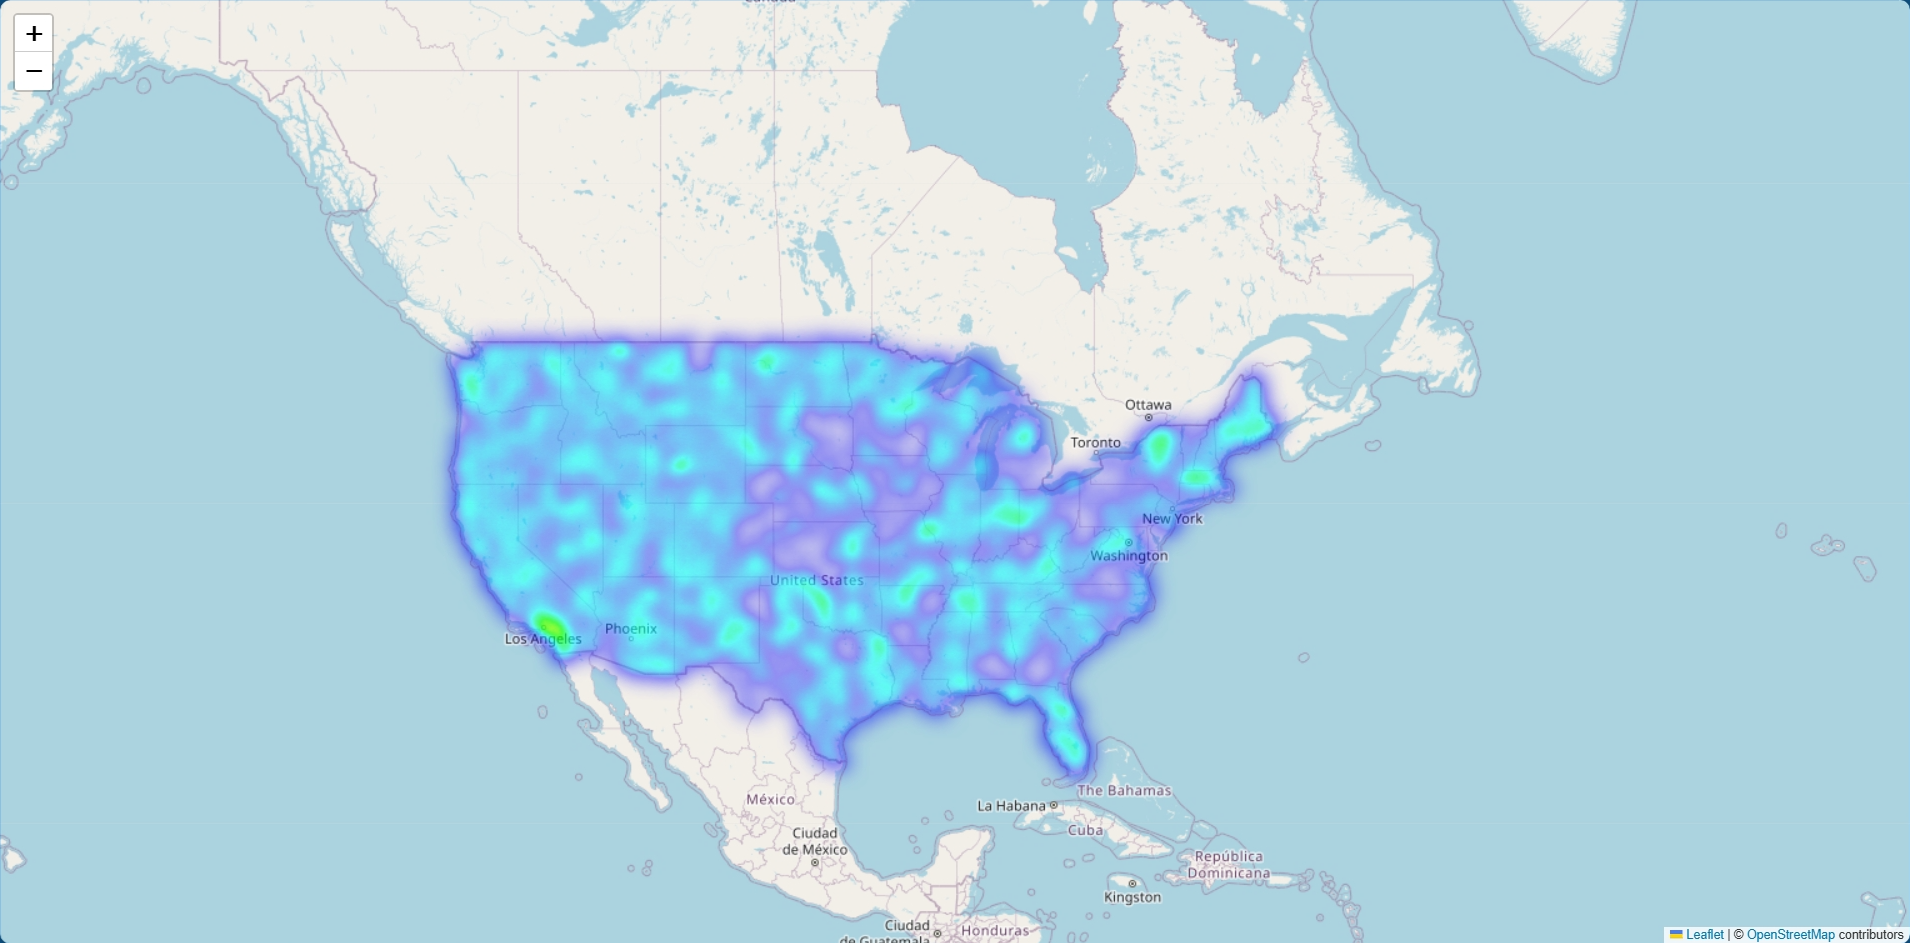 Canada
+
−
Ottawa
Toronto
New York
Washington
United States
Los Angeles
Phoenix
México
Ciudad
de México
La Habana
The Bahamas
Cuba
República
Dominicana
Kingston
Ciudad
de Guatemala
Honduras
Leaflet | © OpenStreetMap contributors